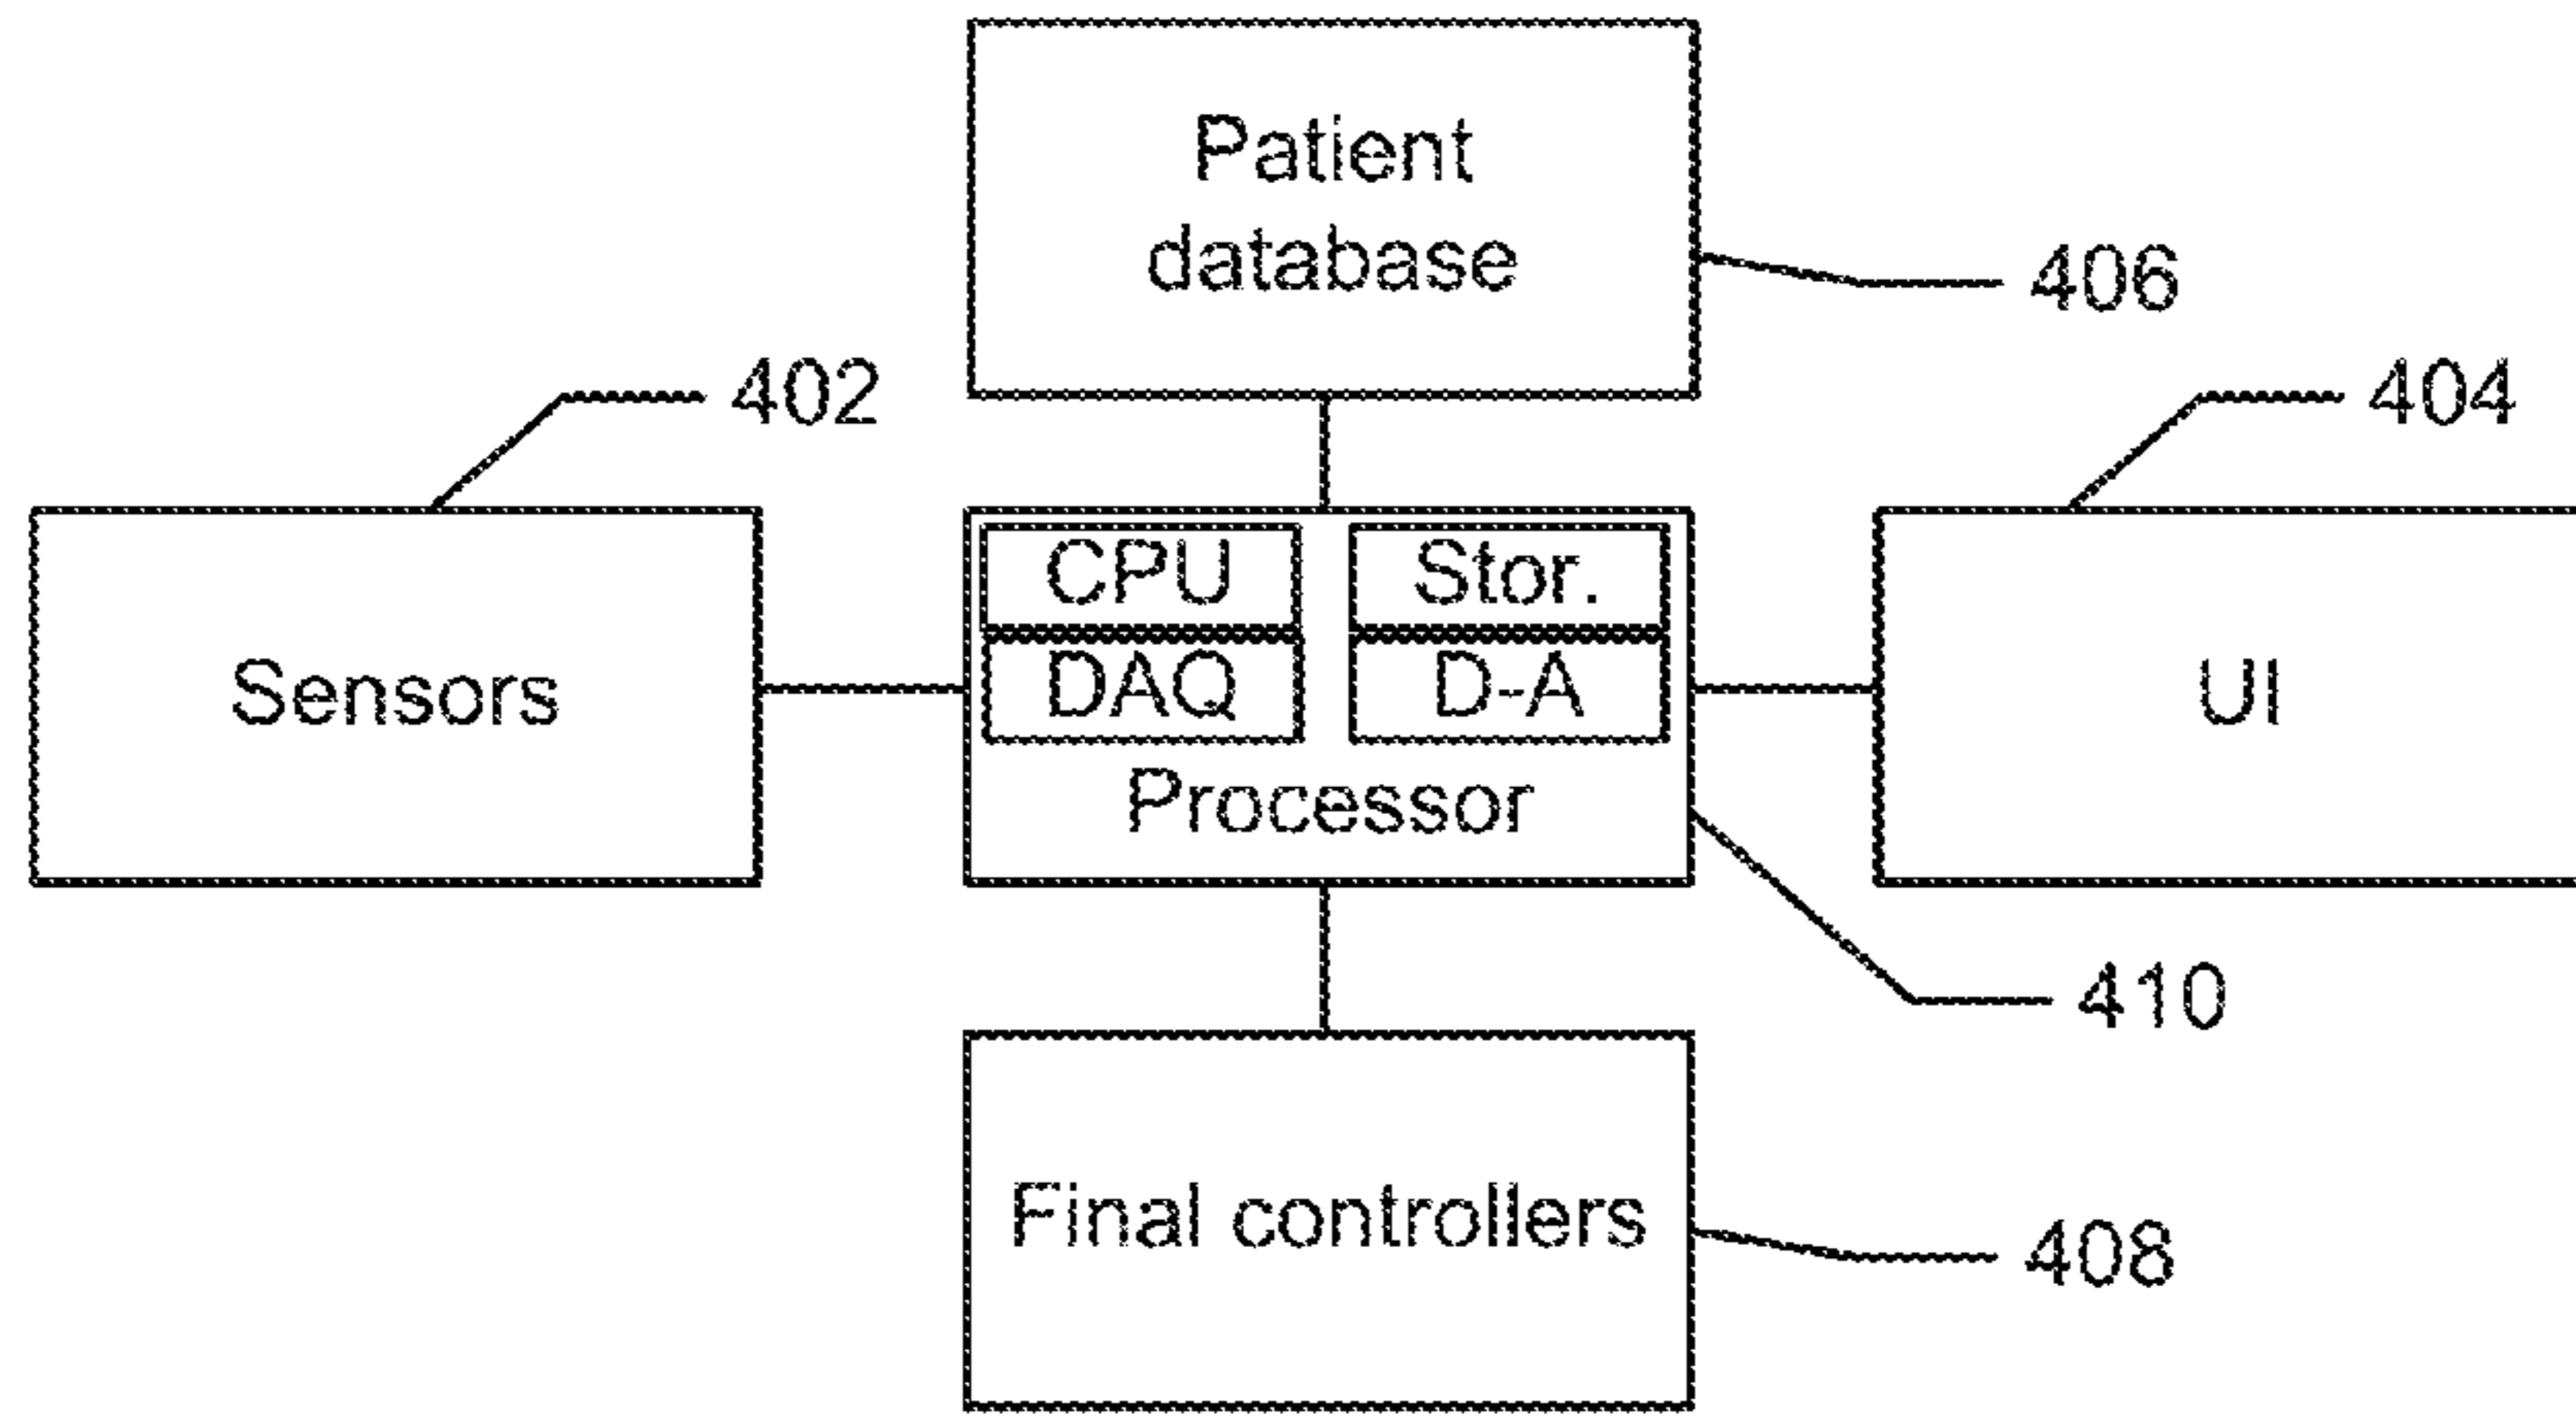 Patient
database
406
402
404
CPU
Stor.
DAQ
D-A
Sensors
Processor
UI
410
Final controllers
408